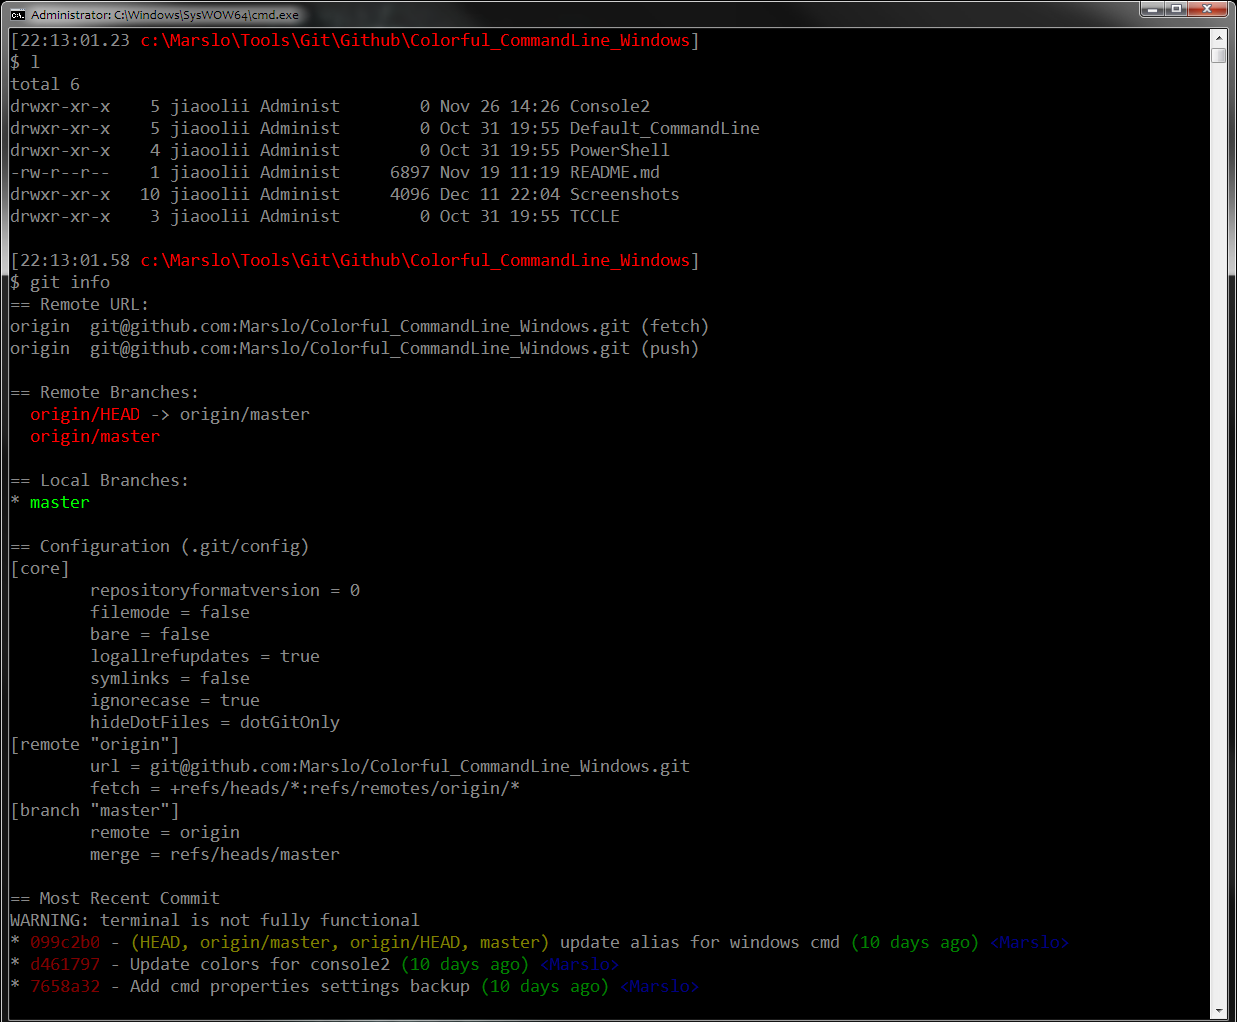 Administrator: C:\Windows\SysWOW64\cmd.exe
[22:13:01.23 c:\Marslo\Tools\Git\Github\Colorful_CommandLine_Windows]
$ l
total 6
drwxr-xr-x    5 jiaoolii Administ        0 Nov 26 14:26 Console2
drwxr-xr-x    5 jiaoolii Administ        0 Oct 31 19:55 Default_CommandLine
drwxr-xr-x    4 jiaoolii Administ        0 Oct 31 19:55 PowerShell
-rw-r--r--    1 jiaoolii Administ     6897 Nov 19 11:19 README.md
drwxr-xr-x   10 jiaoolii Administ     4096 Dec 11 22:04 Screenshots
drwxr-xr-x    3 jiaoolii Administ        0 Oct 31 19:55 TCCLE
[22:13:01.58 c:\Marslo\Tools\Git\Github\Colorful_CommandLine_Windows]
$ git info
== Remote URL:
origin  git@github.com:Marslo/Colorful_CommandLine_Windows.git (fetch)
origin  git@github.com:Marslo/Colorful_CommandLine_Windows.git (push)
== Remote Branches:
  origin/HEAD -> origin/master
  origin/master
== Local Branches:
* master
== Configuration (.git/config)
[core]
        repositoryformatversion = 0
        filemode = false
        bare = false
        logallrefupdates = true
        symlinks = false
        ignorecase = true
        hideDotFiles = dotGitOnly
[remote "origin"]
        url = git@github.com:Marslo/Colorful_CommandLine_Windows.git
        fetch = +refs/heads/*:refs/remotes/origin/*
[branch "master"]
        remote = origin
        merge = refs/heads/master
== Most Recent Commit
WARNING: terminal is not fully functional
* 099c2b0 - (HEAD, origin/master, origin/HEAD, master) update alias for windows cmd (10 days ago) <Marslo>
* d461797 - Update colors for console2 (10 days ago) <Marslo>
* 7658a32 - Add cmd properties settings backup (10 days ago) <Marslo>